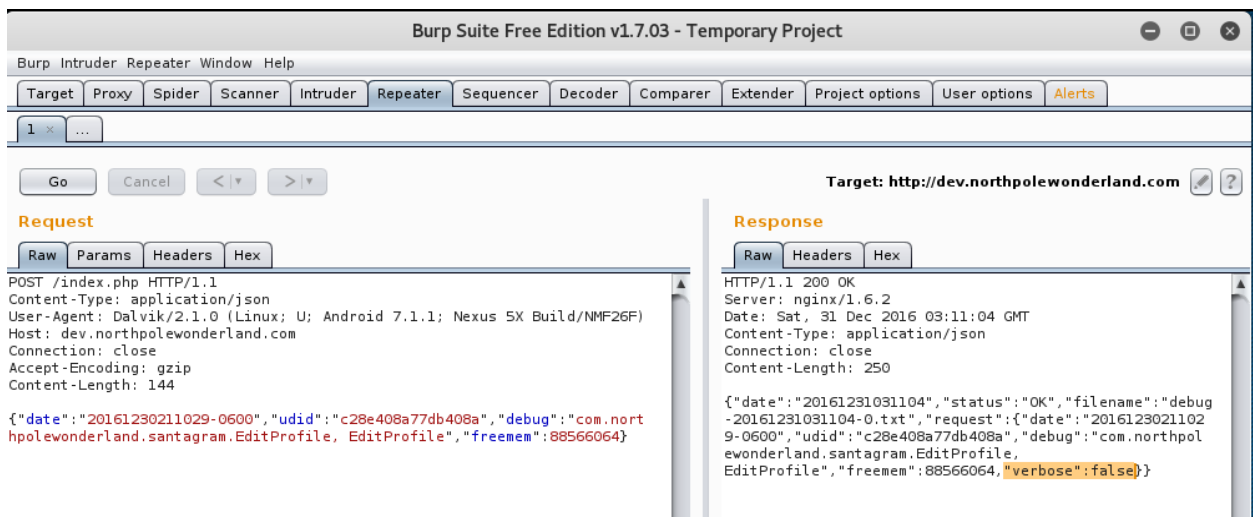 Burp Suite Free Edition v1.7.03 - Temporary Project
Burp Intruder Repeater Window Help
Target Proxy Spider Scanner Intruder Repeater Sequencer Decoder Comparer Extender Project options User options Alerts
1 × ...
Go Cancel < > Target: http://dev.northpolewonderland.com ?
Request
Raw Params Headers Hex
POST /index.php HTTP/1.1
Content-Type: application/json
User-Agent: Dalvik/2.1.0 (Linux; U; Android 7.1.1; Nexus 5X Build/NMF26F)
Host: dev.northpolewonderland.com
Connection: close
Accept-Encoding: gzip
Content-Length: 144
{"date":"20161230211029-0600","udid":"c28e408a77db408a","debug":"com.nort
hpolewonderland.santagram.EditProfile, EditProfile","freemem":88566064}
Response
Raw Headers Hex
HTTP/1.1 200 OK
Server: nginx/1.6.2
Date: Sat, 31 Dec 2016 03:11:04 GMT
Content-Type: application/json
Connection: close
Content-Length: 250
{"date":"20161231031104","status":"OK","filename":"debug
-20161231031104-0.txt","request":{"date":"2016123021102
9-0600","udid":"c28e408a77db408a","debug":"com.northpol
ewonderland.santagram.EditProfile,
EditProfile","freemem":88566064,"verbose":false}}